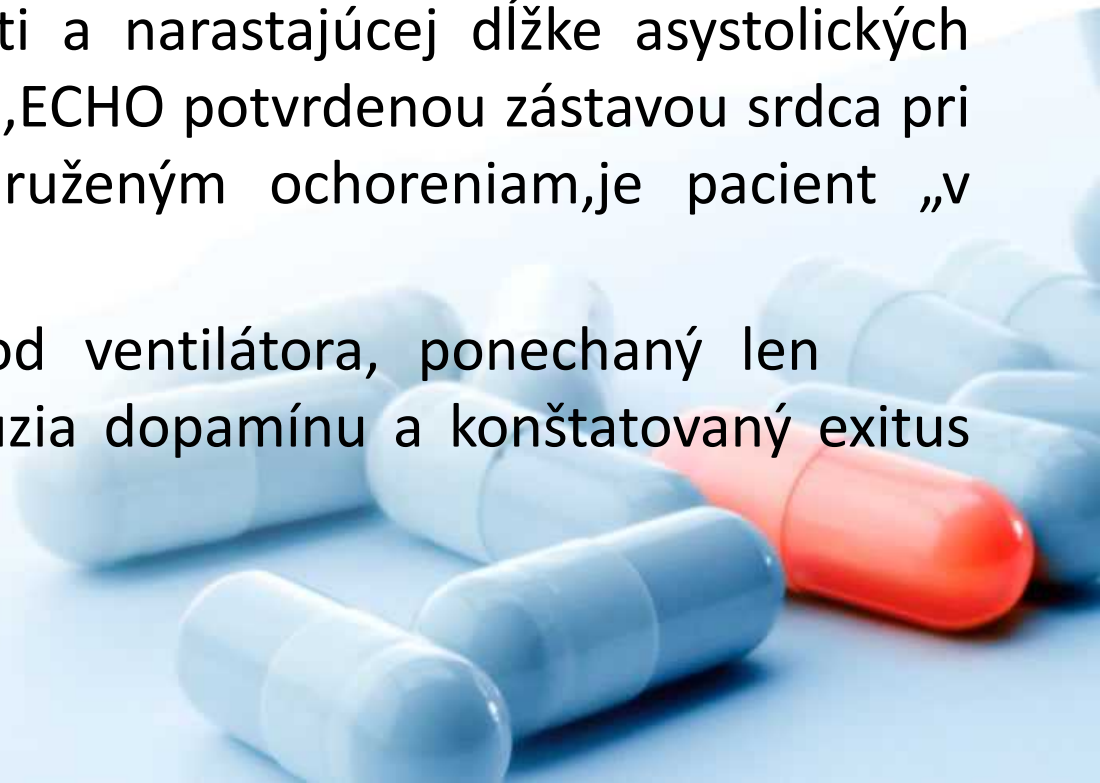 ti a narastajúcej dĺžke asystolických
,ECHO potvrdenou zástavou srdca pri
ruženým ochoreniam,je pacient „v
od ventilátora, ponechaný len
uzia dopamínu a konštatovaný exitus